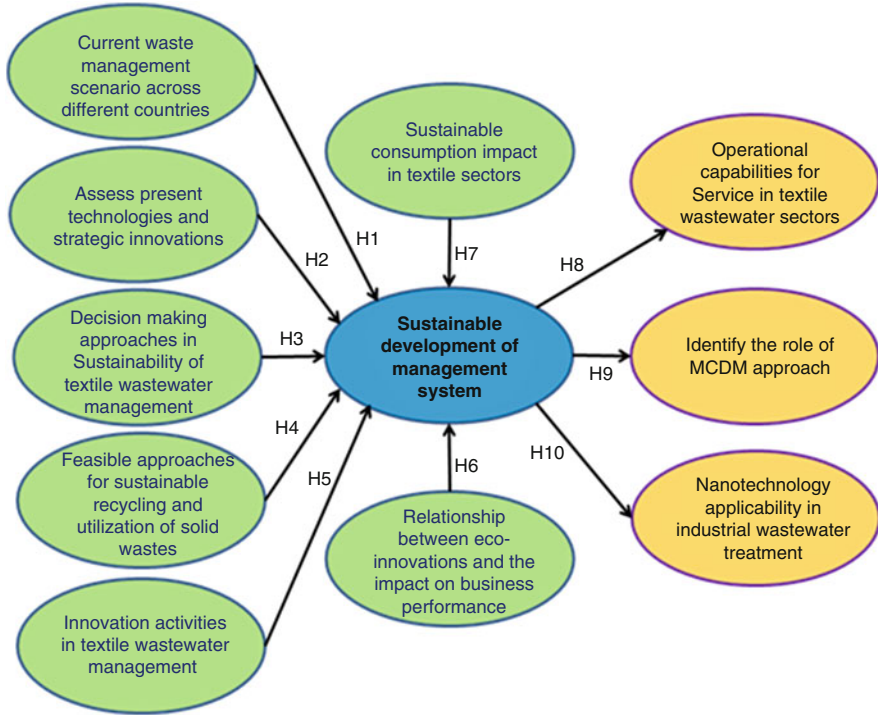 Current waste
management
scenario across
different countries
Assess present
technologies and
strategic innovations
Decision making
approaches in
Sustainability of
textile wastewater
management
Feasible approaches
for sustainable
recycling and
utilization of solid
wastes
Innovation activities
in textile wastewater
management
H1
H2
H3
H4
H5
Sustainable
consumption impact
in textile sectors
H7
Sustainable
development of
management
system
H6
Relationship
between eco-
innovations and the
impact on business
performance
H8
H9
H10
Operational
capabilities for
Service in textile
wastewater sectors
Identify the role of
MCDM approach
Nanotechnology
applicability in
industrial wastewater
treatment